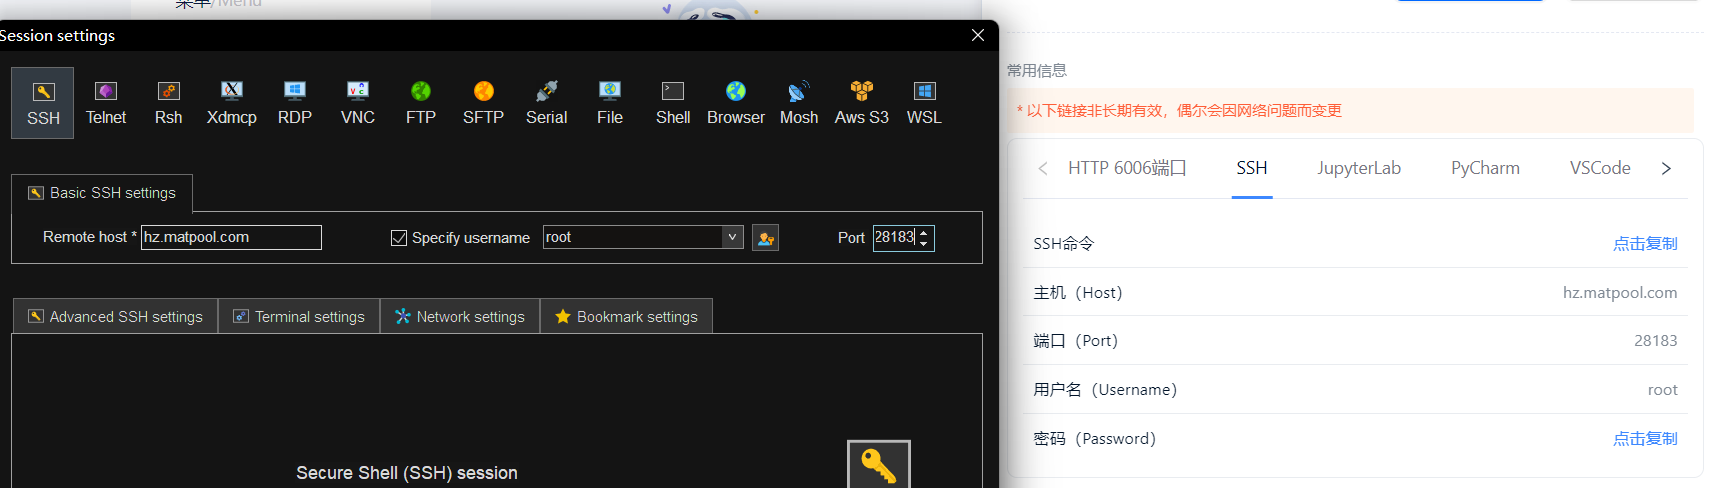 菜单/Menu
Session settings
SSH Telnet Rsh Xdmcp RDP VNC FTP SFTP Serial File Shell Browser Mosh Aws S3 WSL
Basic SSH settings
Remote host * hz.matpool.com Specify username root Port 28183
Advanced SSH settings Terminal settings Network settings Bookmark settings
Secure Shell (SSH) session
常用信息
* 以下链接非长期有效，偶尔会因网络问题而变更
HTTP 6006端口 SSH JupyterLab PyCharm VSCode
SSH命令 点击复制
主机（Host） hz.matpool.com
端口（Port） 28183
用户名（Username） root
密码（Password） 点击复制